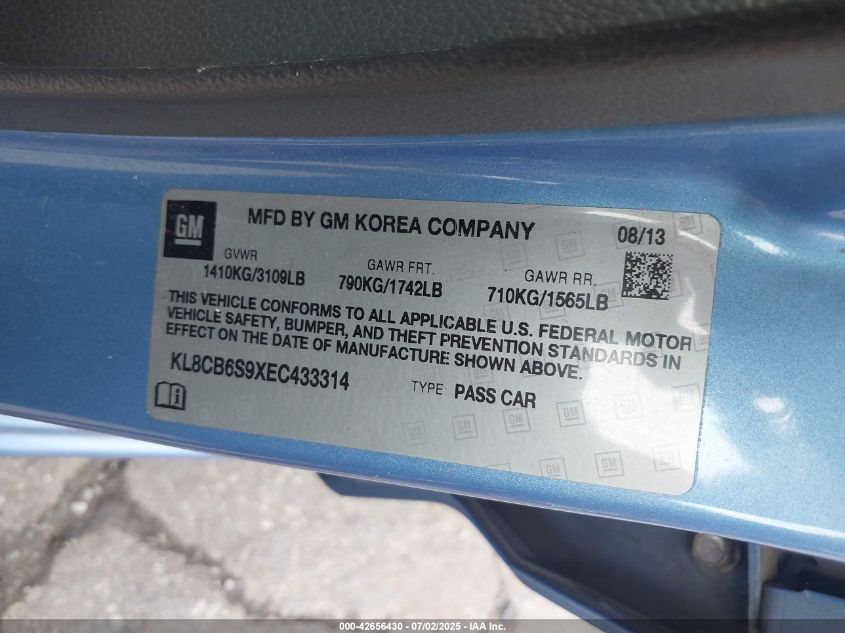 GM
MFD BY GM KOREA COMPANY
08/13
GVWR
1410KG/3109LB
GAWR FRT.
790KG/1742LB
GAWR RR.
710KG/1565LB
THIS VEHICLE CONFORMS TO ALL APPLICABLE U.S. FEDERAL MOTOR
VEHICLE SAFETY, BUMPER, AND THEFT PREVENTION STANDARDS IN
EFFECT ON THE DATE OF MANUFACTURE SHOWN ABOVE.
KL8CB6S9XEC433314
TYPE: PASS CAR
000-42656430 - 07/02/2025 - IAA Inc.